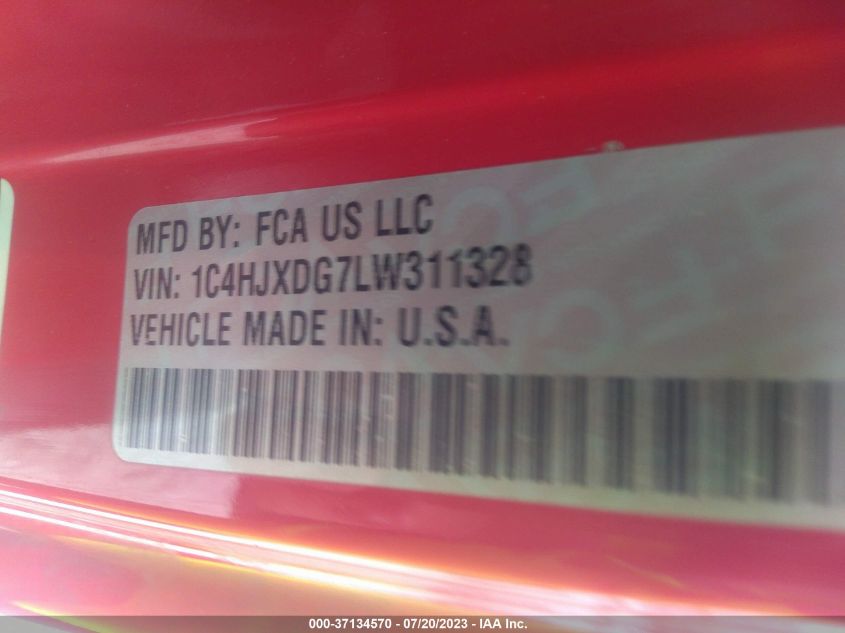 MFD BY: FCA US LLC
VIN: 1C4HJXDG7LW311328
VEHICLE MADE IN: U.S.A.
000-37134570 - 07/20/2023 - IAA Inc.